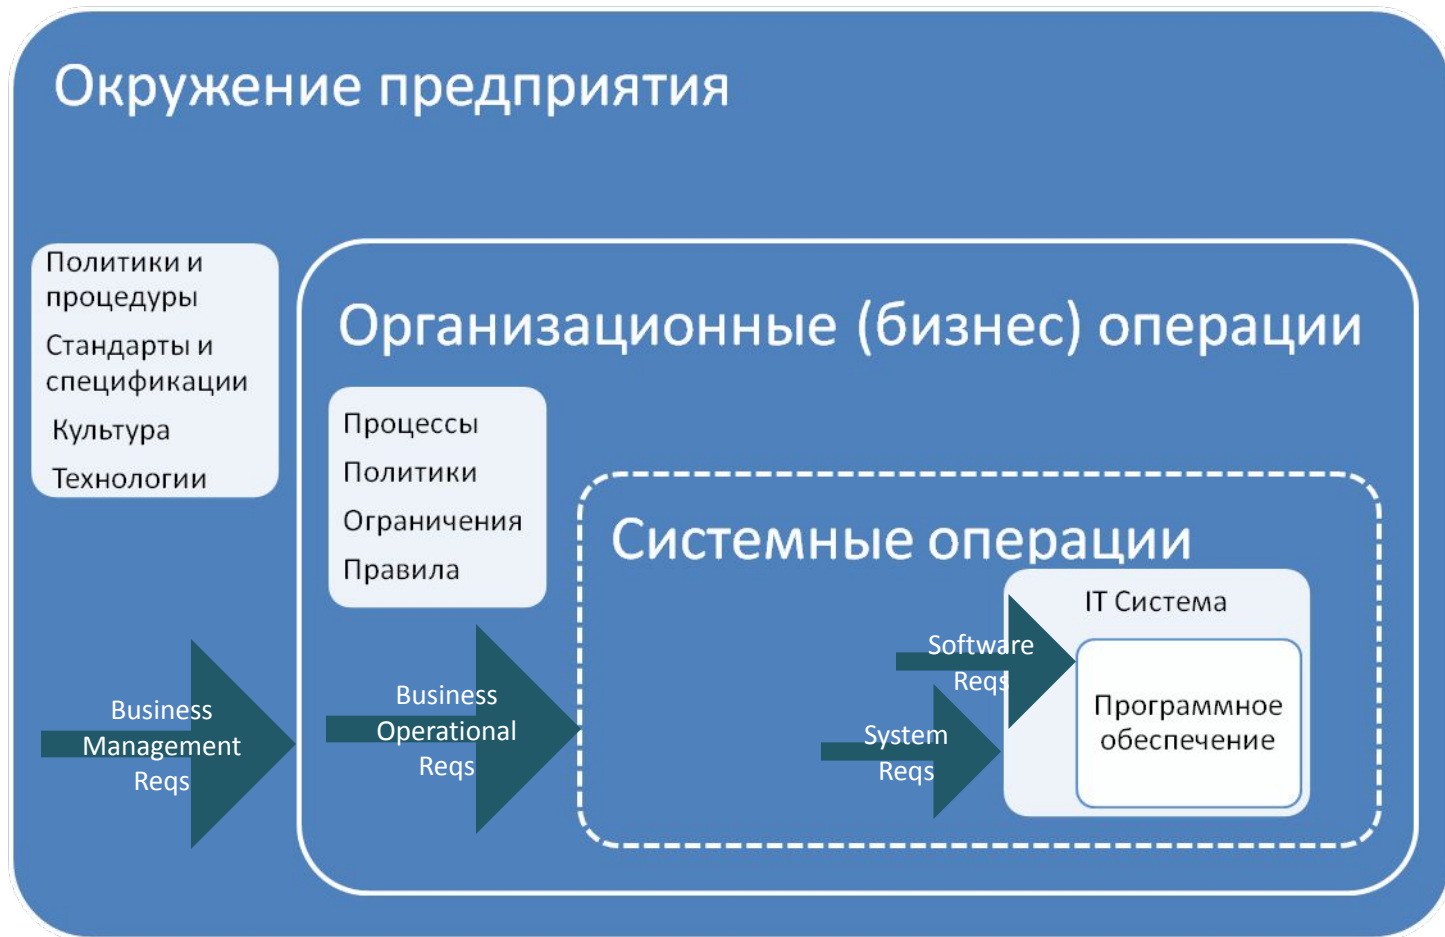 Окружение предприятия
Политики и
процедуры
Стандарты и
спецификации
Культура
Технологии
Организационные (бизнес) операции
Процессы
Политики
Ограничения
Правила
Системные операции
IT Система
Software
Reqs
Программное
обеспечение
System
Reqs
Business
Operational
Reqs
Business
Management
Reqs